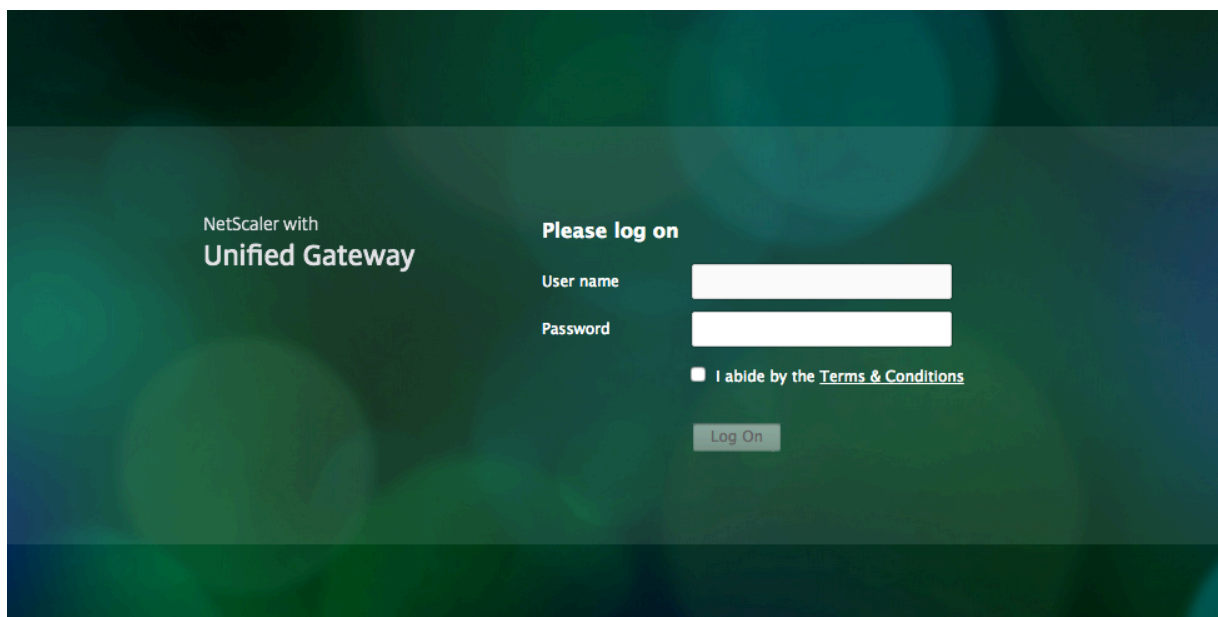 NetScaler with
Unified Gateway
Please log on
User name
Password
I abide by the Terms & Conditions
Log On